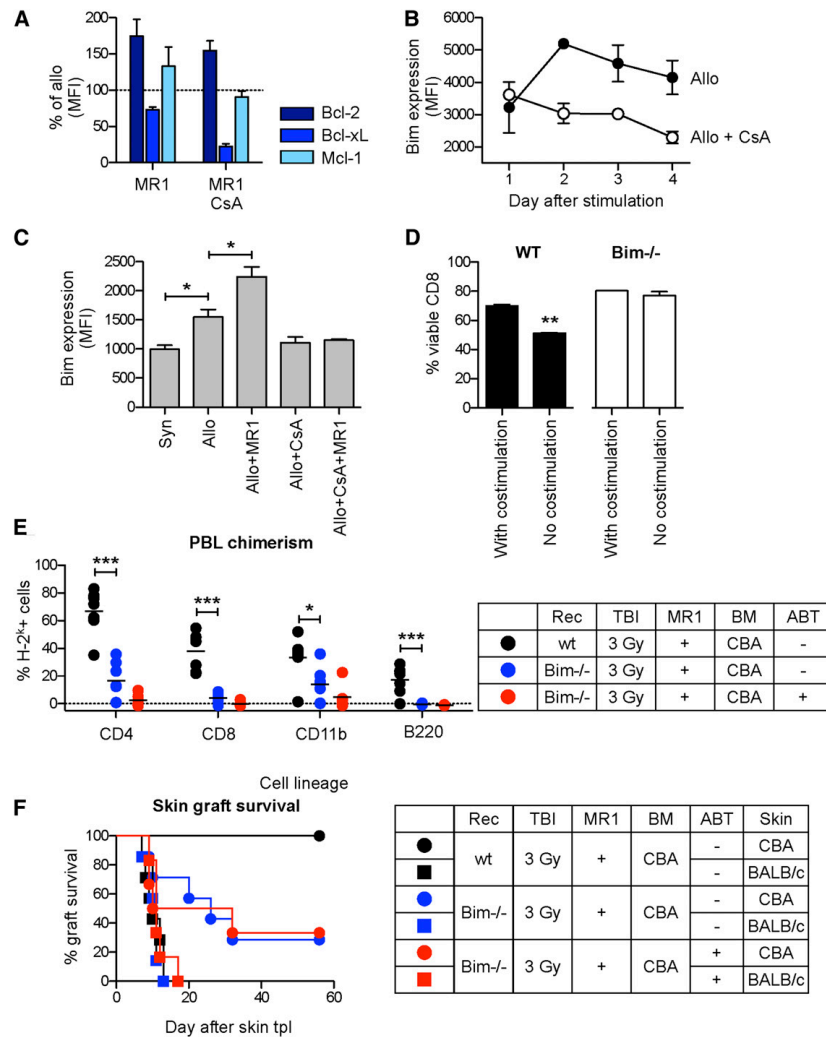 A
% of allo
(MFI)
200
150
100
50
0
MR1
MR1
CsA
Bcl-2
Bcl-xL
Mcl-1
B
Bim expression
(MFI)
6000
5000
4000
3000
2000
1
2
3
4
Day after stimulation
Allo
Allo + CsA
C
Bim expression
(MFI)
2500
2000
1500
1000
500
0
*
*
Syn
Allo
Allo+MR1
Allo+CsA
Allo+CsA+MR1
D
WT
Bim-/-
% viable CD8
100
80
60
40
20
0
**
With costimulation
No costimulation
With costimulation
No costimulation
E
PBL chimerism
% H-2ᵏ+ cells
100
80
60
40
20
0
***
***
*
***
CD4
CD8
CD11b
B220
Cell lineage
Rec TBI MR1 BM ABT
wt 3 Gy + CBA -
Bim-/- 3 Gy + CBA -
Bim-/- 3 Gy + CBA +
F
Skin graft survival
% graft survival
100
80
60
40
20
0
0
20
40
60
Day after skin tpl
Rec TBI MR1 BM ABT Skin
wt 3 Gy + CBA - CBA
- BALB/c
Bim-/- 3 Gy + CBA - CBA
- BALB/c
Bim-/- 3 Gy + CBA + CBA
+ BALB/c